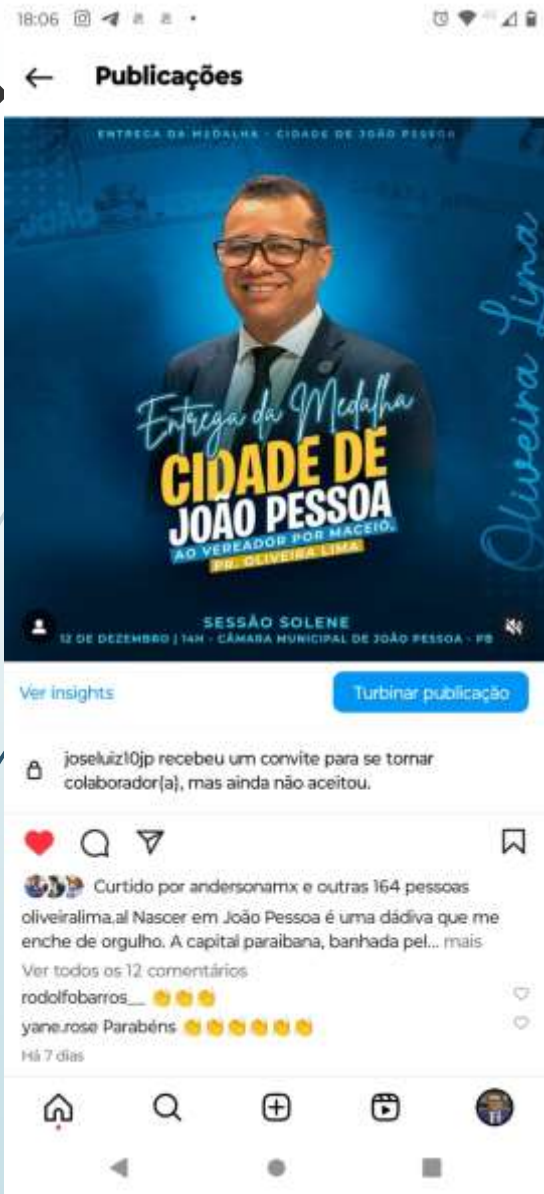 18:06
Publicações
ENTREGA DA MEDALHA - CIDADE DE JOÃO PESSOA
Oliveira Lima
Entrega da Medalha
CIDADE DE
JOÃO PESSOA
AO VEREADOR POR MACEIÓ,
PR. OLIVEIRA LIMA
SESSÃO SOLENE
12 DE DEZEMBRO | 14H - CÂMARA MUNICIPAL DE JOÃO PESSOA - PB
Ver insights
Turbinar publicação
joseluiz10jp recebeu um convite para se tornar
colaborador(a), mas ainda não aceitou.
Curtido por andersonamx e outras 164 pessoas
oliveiralima.al Nascer em João Pessoa é uma dádiva que me
enche de orgulho. A capital paraibana, banhada pel... mais
Ver todos os 12 comentários
rodolfobarros__ 👏👏👏
yane.rose Parabéns 👏👏👏👏👏👏
Há 7 dias